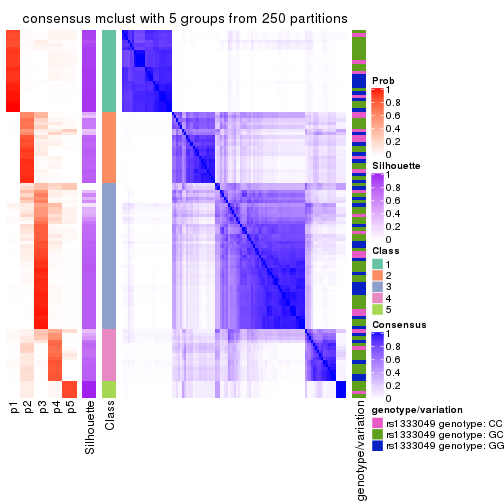 consensus mclust with 5 groups from 250 partitions
Prob
1
0.8
0.6
0.4
0.2
0
Silhouette
1
0.8
0.6
0.4
0.2
0
Class
1
2
3
4
5
Consensus
1
0.8
0.6
0.4
0.2
0
genotype/variation
rs1333049 genotype: CC
rs1333049 genotype: GC
rs1333049 genotype: GG
p1
p2
p3
p4
p5
Silhouette
Class
genotype/variation